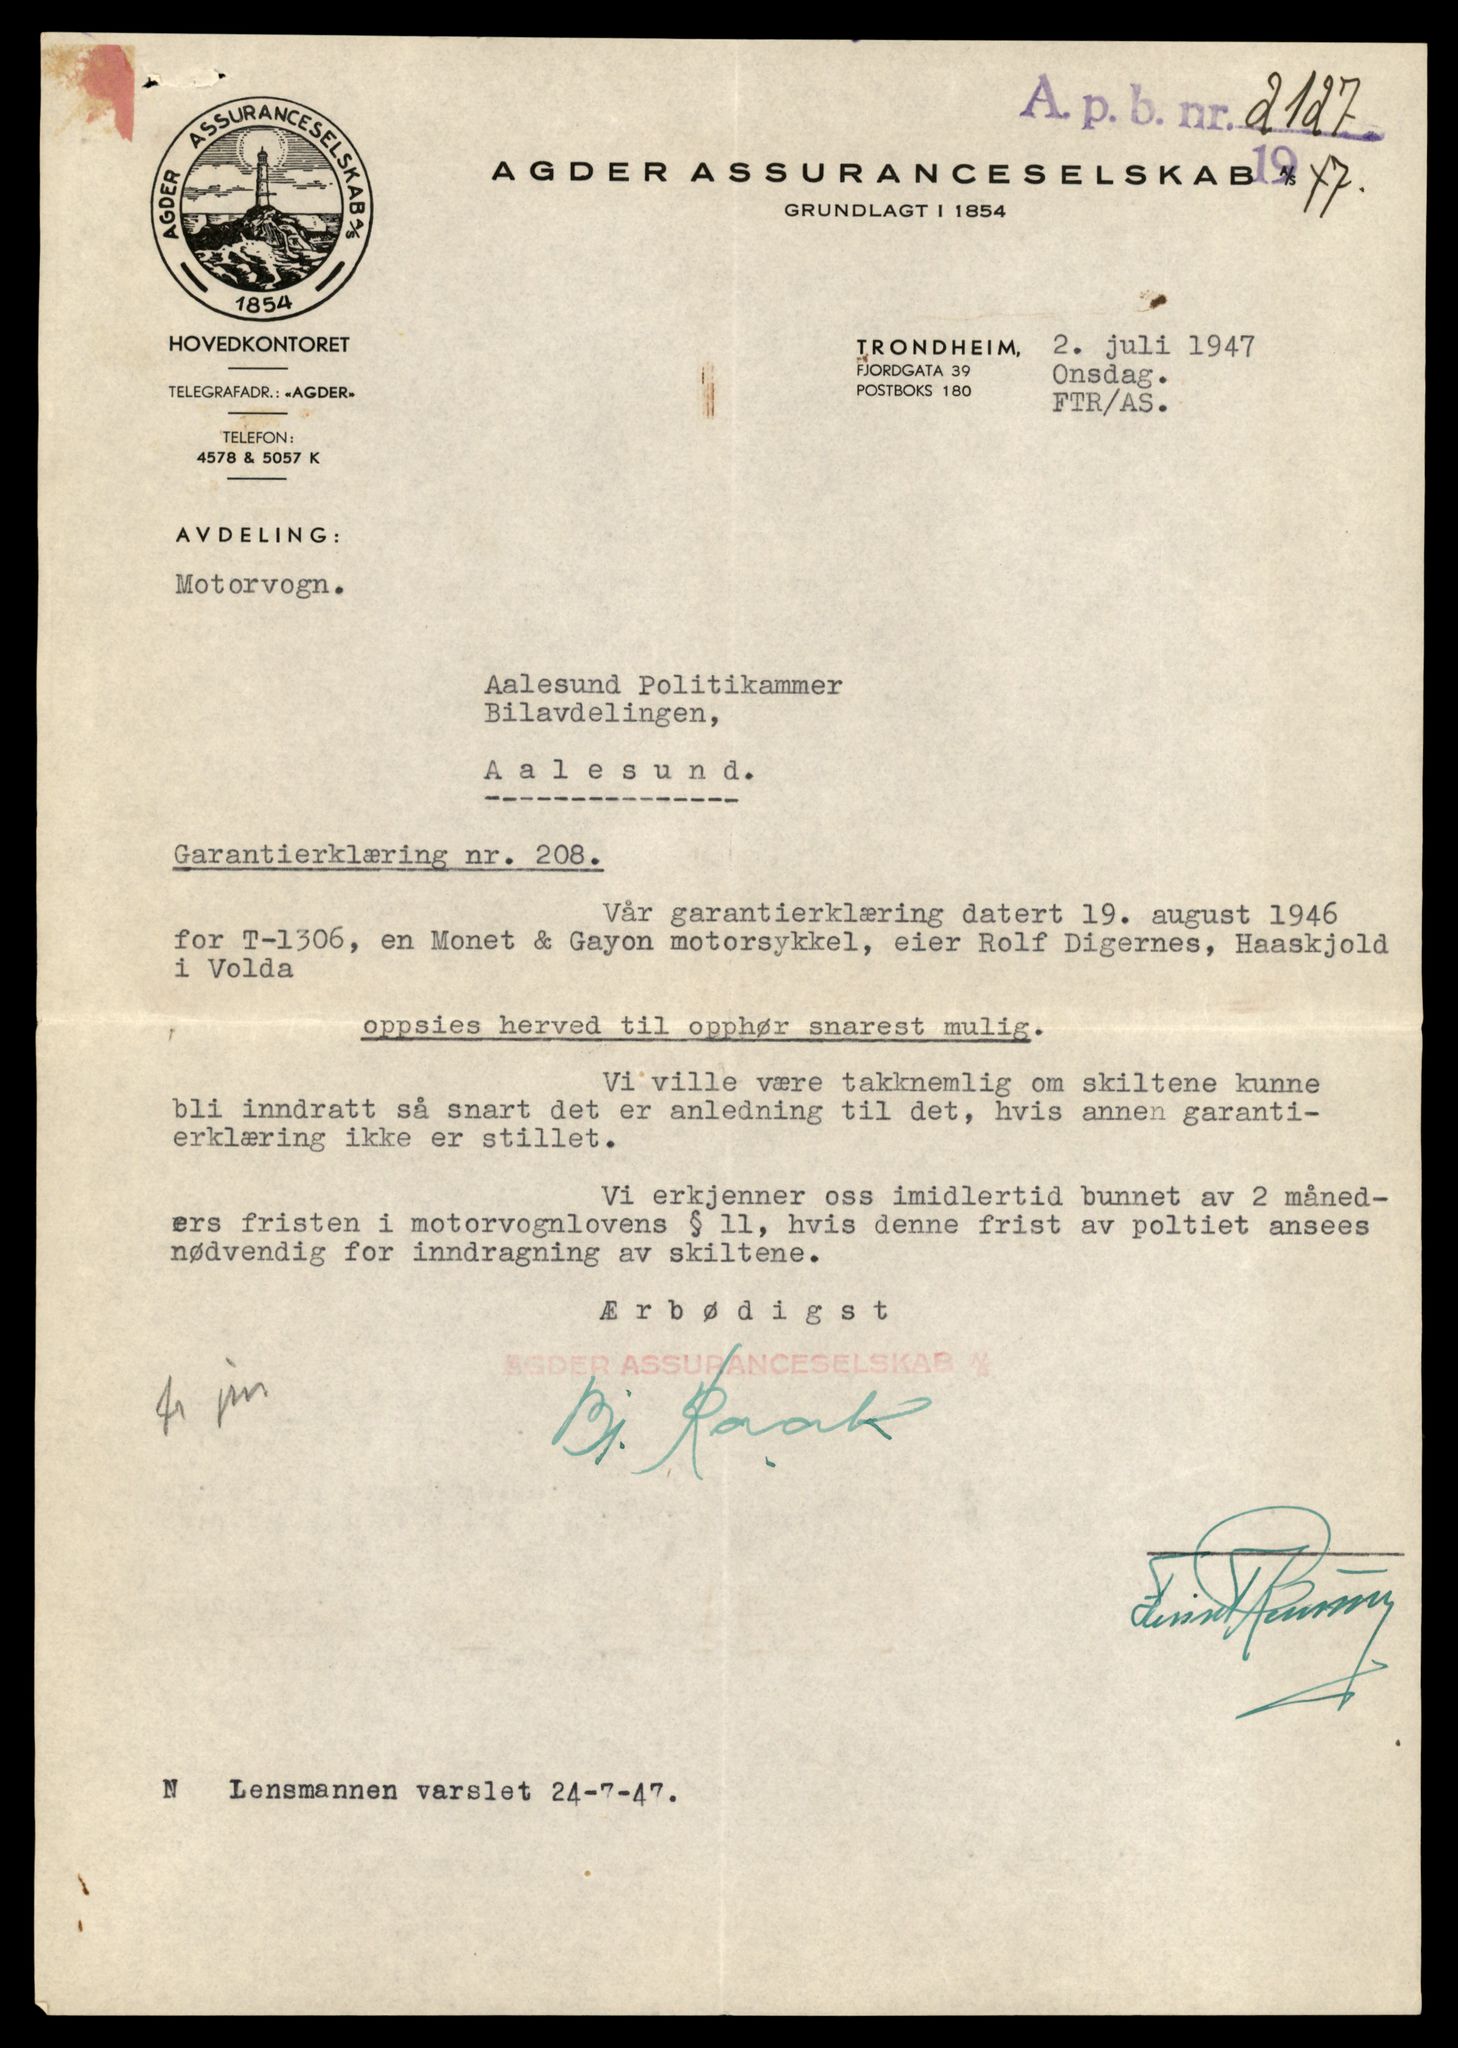 A. p. b. nr. 2127
1947.
AGDER ASSURANCESELSKAB A/S
1854
AGDER ASSURANCESELSKAB A/S
GRUNDLAGT I 1854
HOVEDKONTORET
TELEGRAFADR.: «AGDER»
TELEFON:
4578 & 5057 K
TRONDHEIM, 2. juli 1947
FJORDGATA 39 Onsdag.
POSTBOKS 180 FTR/AS.
AVDELING:
Motorvogn.
Aalesund Politikammer
Bilavdelingen,
A a l e s u n d.
---------------
Garantierklæring nr. 208.
Vår garantierklæring datert 19. august 1946
for T-1306, en Monet & Gayon motorsykkel, eier Rolf Digernes, Haaskjold
i Volda
oppsies herved til opphør snarest mulig.
Vi ville være takknemlig om skiltene kunne
bli inndratt så snart det er anledning til det, hvis annen garanti-
erklæring ikke er stillet.
Vi erkjenner oss imidlertid bunnet av 2 måned-
ers fristen i motorvognlovens § 11, hvis denne frist av poltiet ansees
nødvendig for inndragning av skiltene.
Æ r b ø d i g s t
AGDER ASSURANCESELSKAB A/S
Bj. Raak
N Lensmannen varslet 24-7-47.